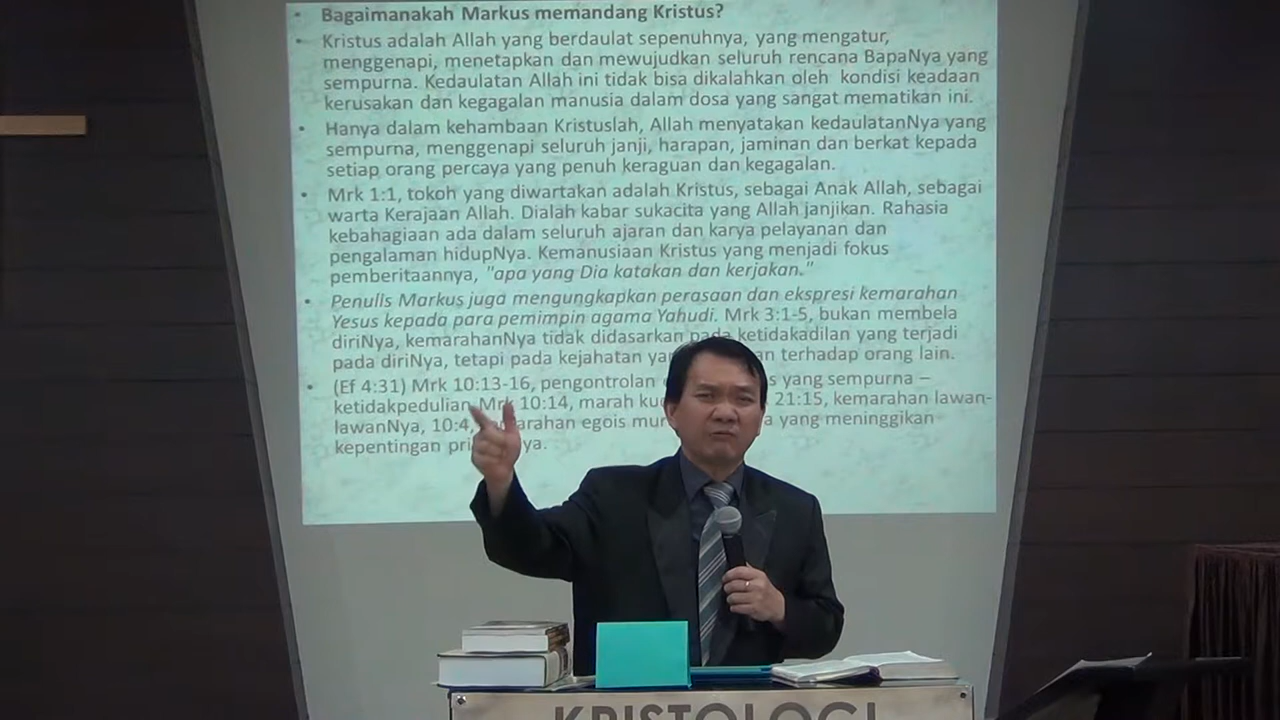 Bagaimanakah Markus memandang Kristus?
Kristus adalah Allah yang berdaulat sepenuhnya, yang mengatur,
menggenapi, menetapkan dan mewujudkan seluruh rencana BapaNya yang
sempurna. Kedaulatan Allah ini tidak bisa dikalahkan oleh kondisi keadaan
kerusakan dan kegagalan manusia dalam dosa yang sangat mematikan ini.
Hanya dalam kehambaan Kristuslah, Allah menyatakan kedaulatanNya yang
sempurna, menggenapi seluruh janji, harapan, jaminan dan berkat kepada
setiap orang percaya yang penuh keraguan dan kegagalan.
Mrk 1:1, tokoh yang diwartakan adalah Kristus, sebagai Anak Allah, sebagai
warta Kerajaan Allah. Dialah kabar sukacita yang Allah janjikan. Rahasia
kebahagiaan ada dalam seluruh ajaran dan karya pelayanan dan
pengalaman hidupNya. Kemanusiaan Kristus yang menjadi fokus
pemberitaannya, "apa yang Dia katakan dan kerjakan."
Penulis Markus juga mengungkapkan perasaan dan ekspresi kemarahan
Yesus kepada para pemimpin agama Yahudi. Mrk 3:1-5, bukan membela
diriNya, kemarahanNya tidak didasarkan pada ketidakadilan yang terjadi
pada diriNya, tetapi pada kejahatan terhadap orang lain.
(Ef 4:31) Mrk 10:13-16, pengontrolan yang sempurna –
ketidakpedulian Mrk 10:14, marah 21:15, kemarahan lawan-
lawanNya, 10:4, egois yang meninggikan
kepentingan
KRISTOLOGI